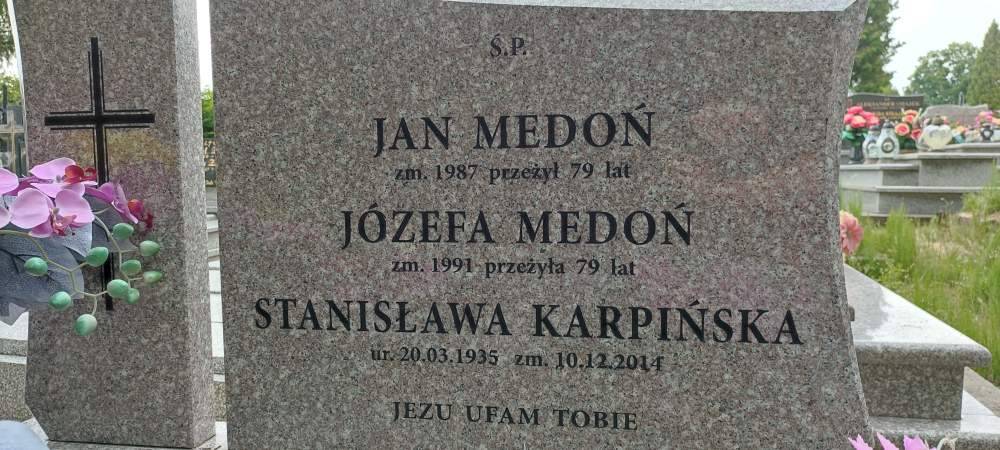 Ś.P.
JAN MEDOŃ
zm. 1987 przeżył 79 lat
JÓZEFA MEDOŃ
zm. 1991 przeżyła 79 lat
STANISŁAWA KARPIŃSKA
ur. 20.03.1935 zm. 10.12.2014
JEZU UFAM TOBIE